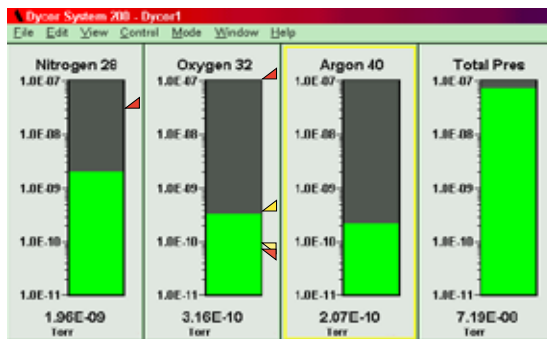 Dycor System 200 - Dycor1
File Edit View Control Mode Window Help
Nitrogen 28
1.0E-07
1.0E-08
1.0E-09
1.0E-10
1.0E-11
1.96E-09
Torr
Oxygen 32
1.0E-07
1.0E-08
1.0E-09
1.0E-10
1.0E-11
3.16E-10
Torr
Argon 40
1.0E-07
1.0E-08
1.0E-09
1.0E-10
1.0E-11
2.07E-10
Torr
Total Pres
1.0E-07
1.0E-08
1.0E-09
1.0E-10
1.0E-11
7.19E-08
Torr